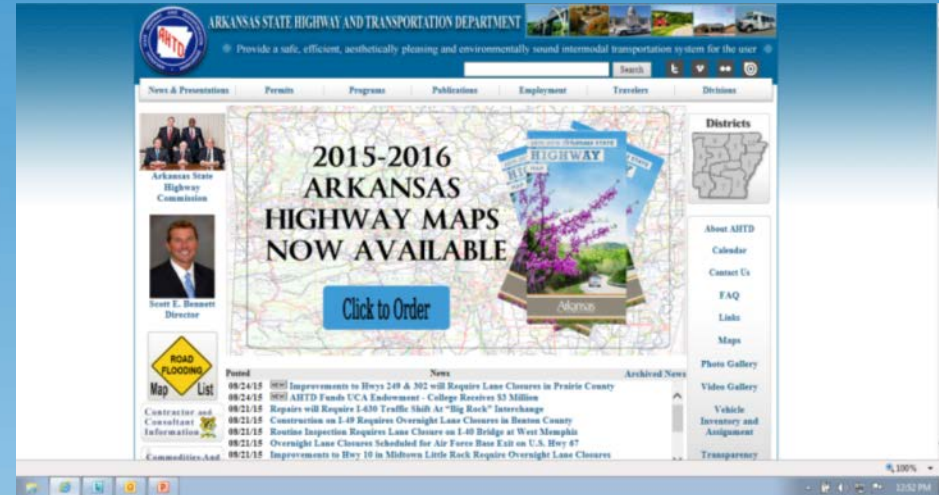 ARKANSAS STATE HIGHWAY AND TRANSPORTATION DEPARTMENT
AHTD
Provide a safe, efficient, aesthetically pleasing and environmentally sound intermodal transportation system for the user
Search
News & Presentations Permits Programs Publications Employment Travelers Divisions
Arkansas State
Highway
Commission
Scott E. Bennett
Director
ROAD
FLOODING
Map List
Contractor and
Consultant
Information
Commodities And
2015-2016
ARKANSAS
HIGHWAY MAPS
NOW AVAILABLE
Click to Order
HIGHWAY
Arkansas
Posted News Archived News
08/24/15 NEW Improvements to Hwys 249 & 302 will Require Lane Closures in Prairie County
08/24/15 NEW AHTD Funds UCA Endowment - College Receives $3 Million
08/21/15 Repairs will Require I-630 Traffic Shift At “Big Rock” Interchange
08/21/15 Construction on I-49 Requires Overnight Lane Closures in Benton County
08/21/15 Routine Inspection Requires Lane Closure on I-40 Bridge at West Memphis
08/21/15 Overnight Lane Closures Scheduled for Air Force Base Exit on U.S. Hwy 67
08/21/15 Improvements to Hwy 10 in Midtown Little Rock Require Overnight Lane Closures
Districts
About AHTD
Calendar
Contact Us
FAQ
Links
Maps
Photo Gallery
Video Gallery
Vehicle
Inventory and
Assignment
Transparency
100%
12:52 PM